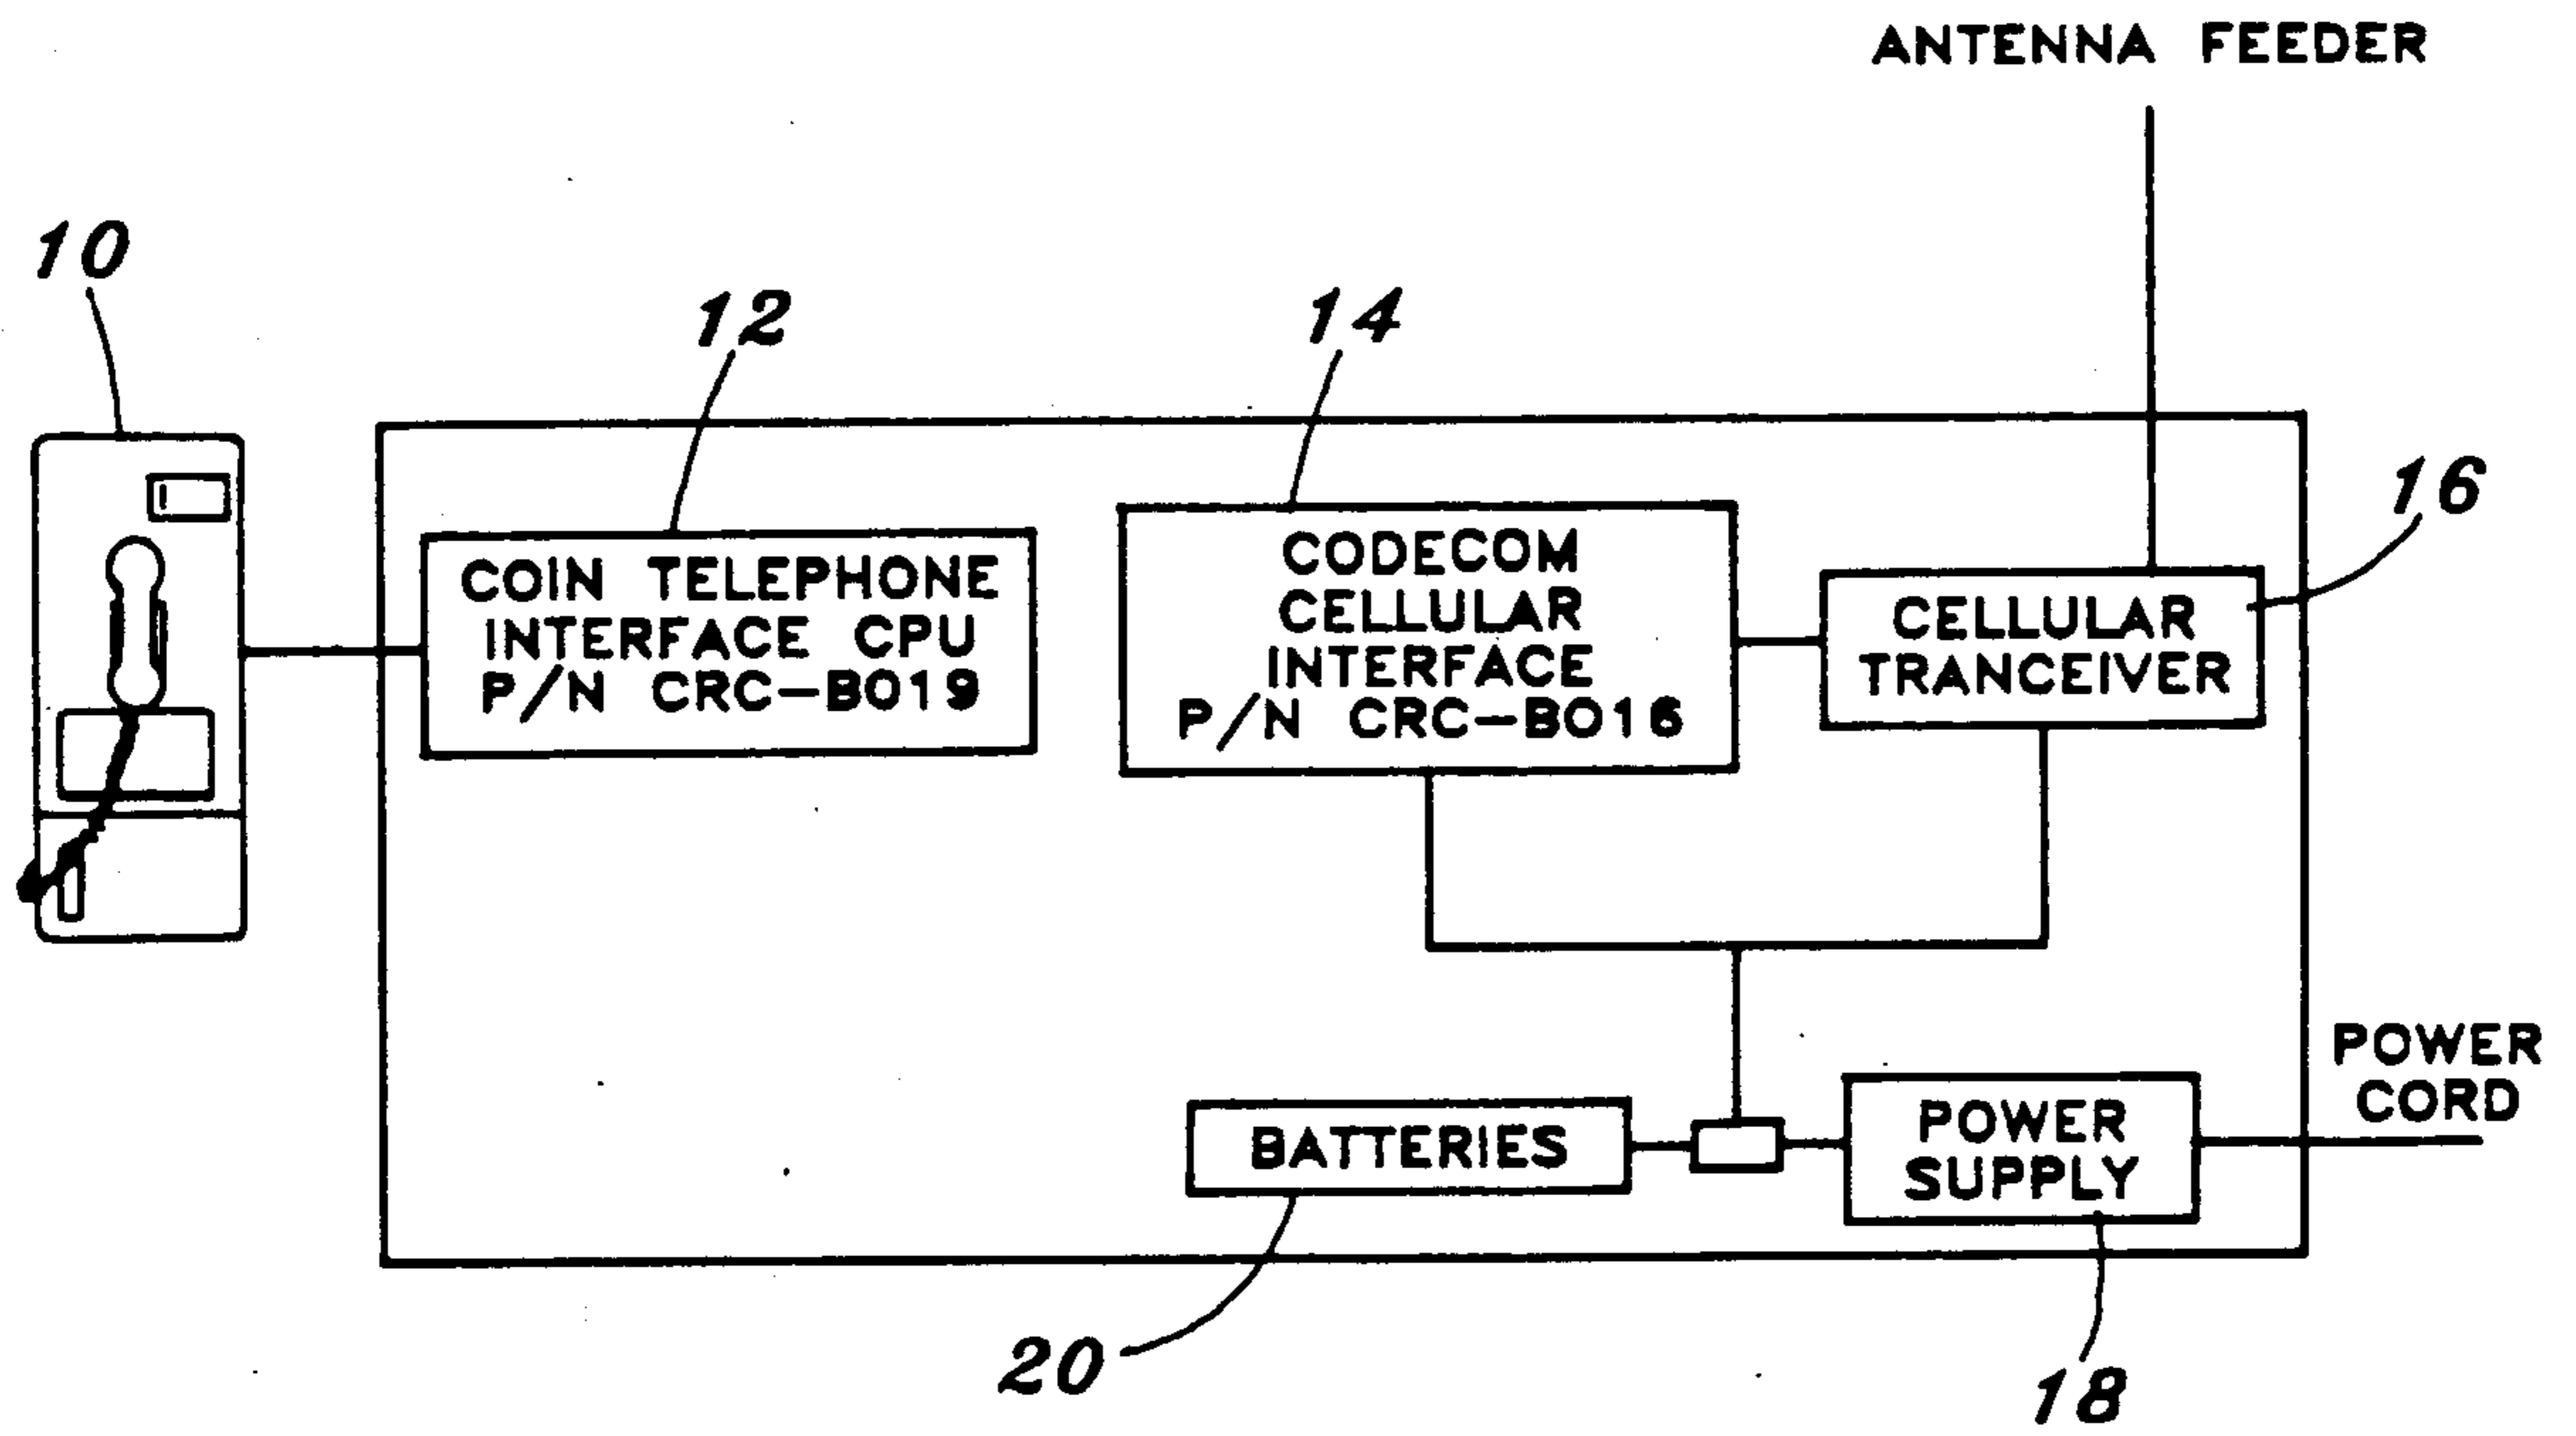 ANTENNA FEEDER
10
12
14
16
COIN TELEPHONE
INTERFACE CPU
P/N CRC-B019
CODECOM
CELLULAR
INTERFACE
P/N CRC-B016
CELLULAR
TRANCEIVER
POWER
CORD
BATTERIES
POWER
SUPPLY
20
18